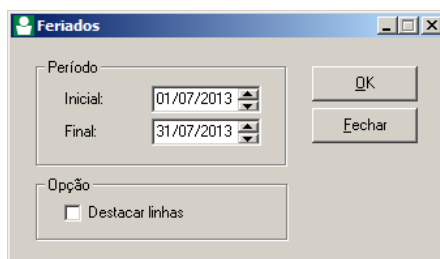 Feriados
Período
Inicial: 01/07/2013
Final: 31/07/2013
OK
Fechar
Opção
Destacar linhas